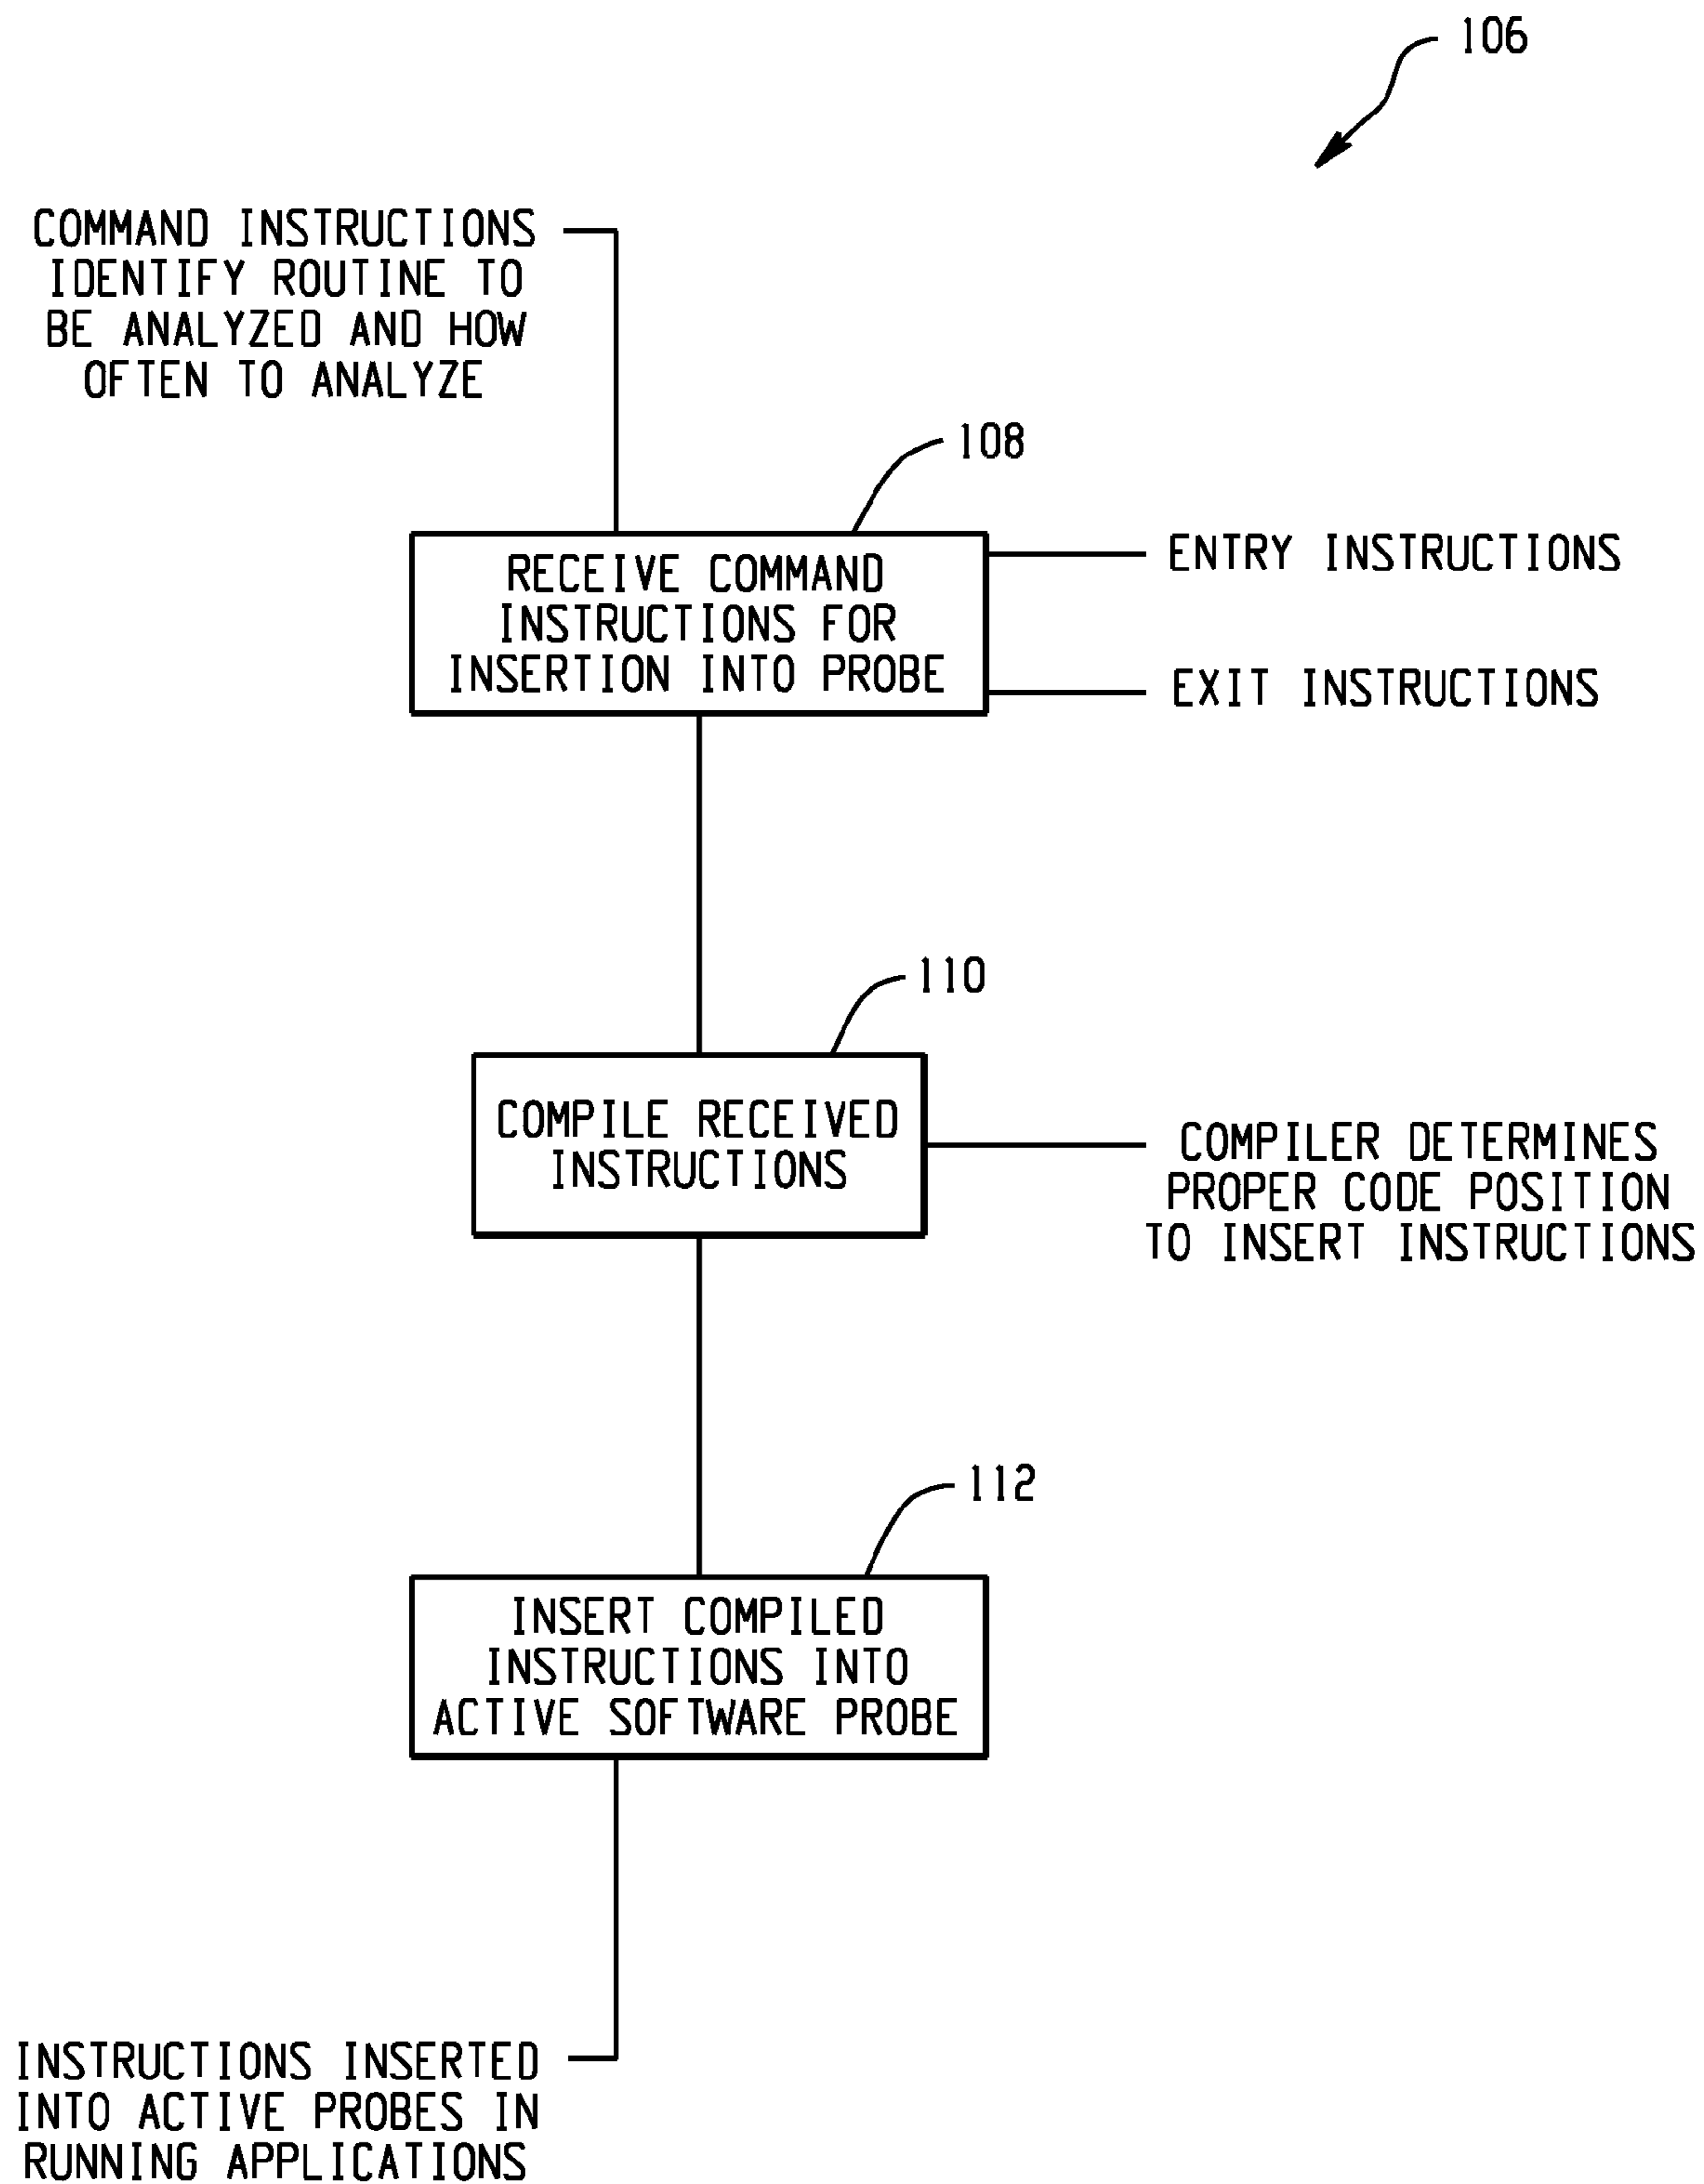 106
COMMAND INSTRUCTIONS
IDENTIFY ROUTINE TO
BE ANALYZED AND HOW
OFTEN TO ANALYZE
108
RECEIVE COMMAND
INSTRUCTIONS FOR
INSERTION INTO PROBE
ENTRY INSTRUCTIONS
EXIT INSTRUCTIONS
110
COMPILE RECEIVED
INSTRUCTIONS
COMPILER DETERMINES
PROPER CODE POSITION
TO INSERT INSTRUCTIONS
112
INSERT COMPILED
INSTRUCTIONS INTO
ACTIVE SOFTWARE PROBE
INSTRUCTIONS INSERTED
INTO ACTIVE PROBES IN
RUNNING APPLICATIONS